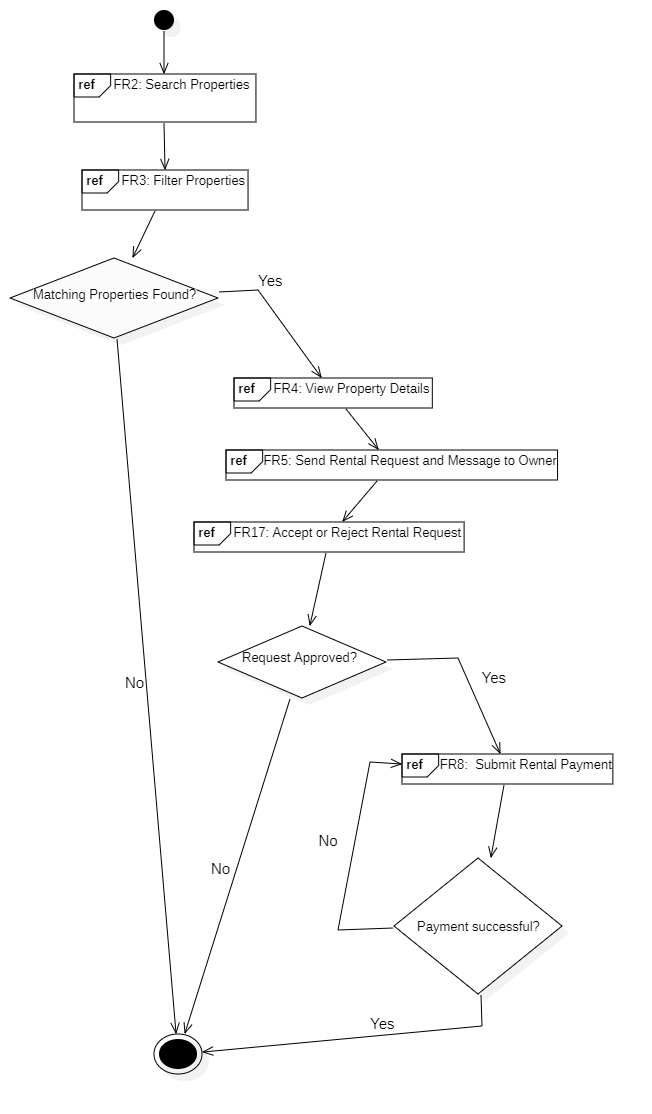 ref FR2: Search Properties
ref FR3: Filter Properties
Matching Properties Found?
Yes
ref FR4: View Property Details
ref FR5: Send Rental Request and Message to Owner
ref FR17: Accept or Reject Rental Request
Request Approved?
Yes
No
ref FR8:  Submit Rental Payment
No
No
Payment successful?
Yes